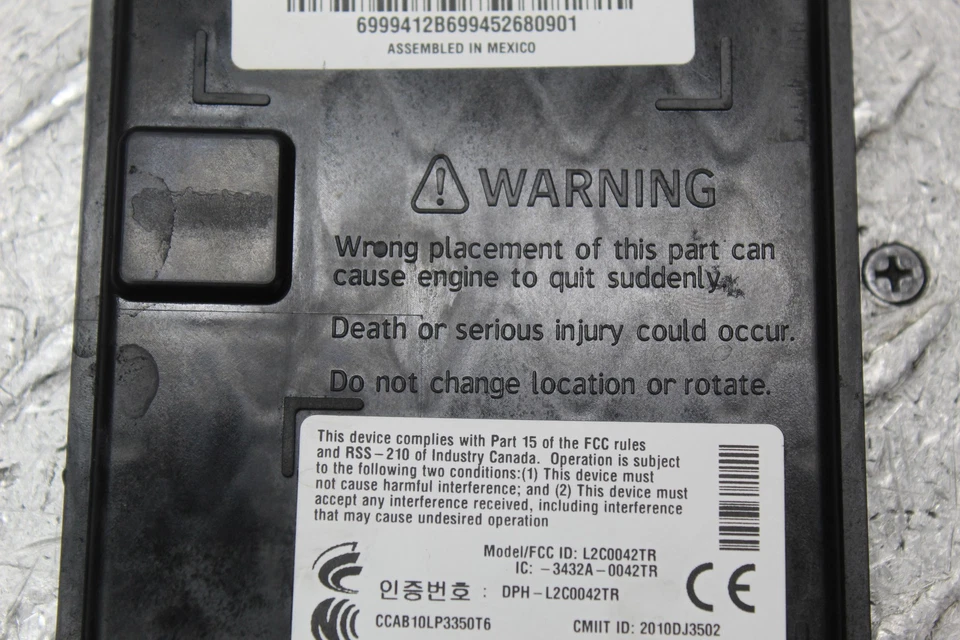 6999412B699452680901
ASSEMBLED IN MEXICO
WARNING
Wrong placement of this part can
cause engine to quit suddenly.
Death or serious injury could occur.
Do not change location or rotate.
This device complies with Part 15 of the FCC rules
and RSS-210 of Industry Canada. Operation is subject
to the following two conditions:(1) This device must
not cause harmful interference; and (2) This device must
accept any interference received, including interference
that may cause undesired operation
Model/FCC ID: L2C0042TR
IC: -3432A-0042TR
인증번호 : DPH-L2C0042TR
CE
CCAB10LP3350T6
CMIIT ID: 2010DJ3502